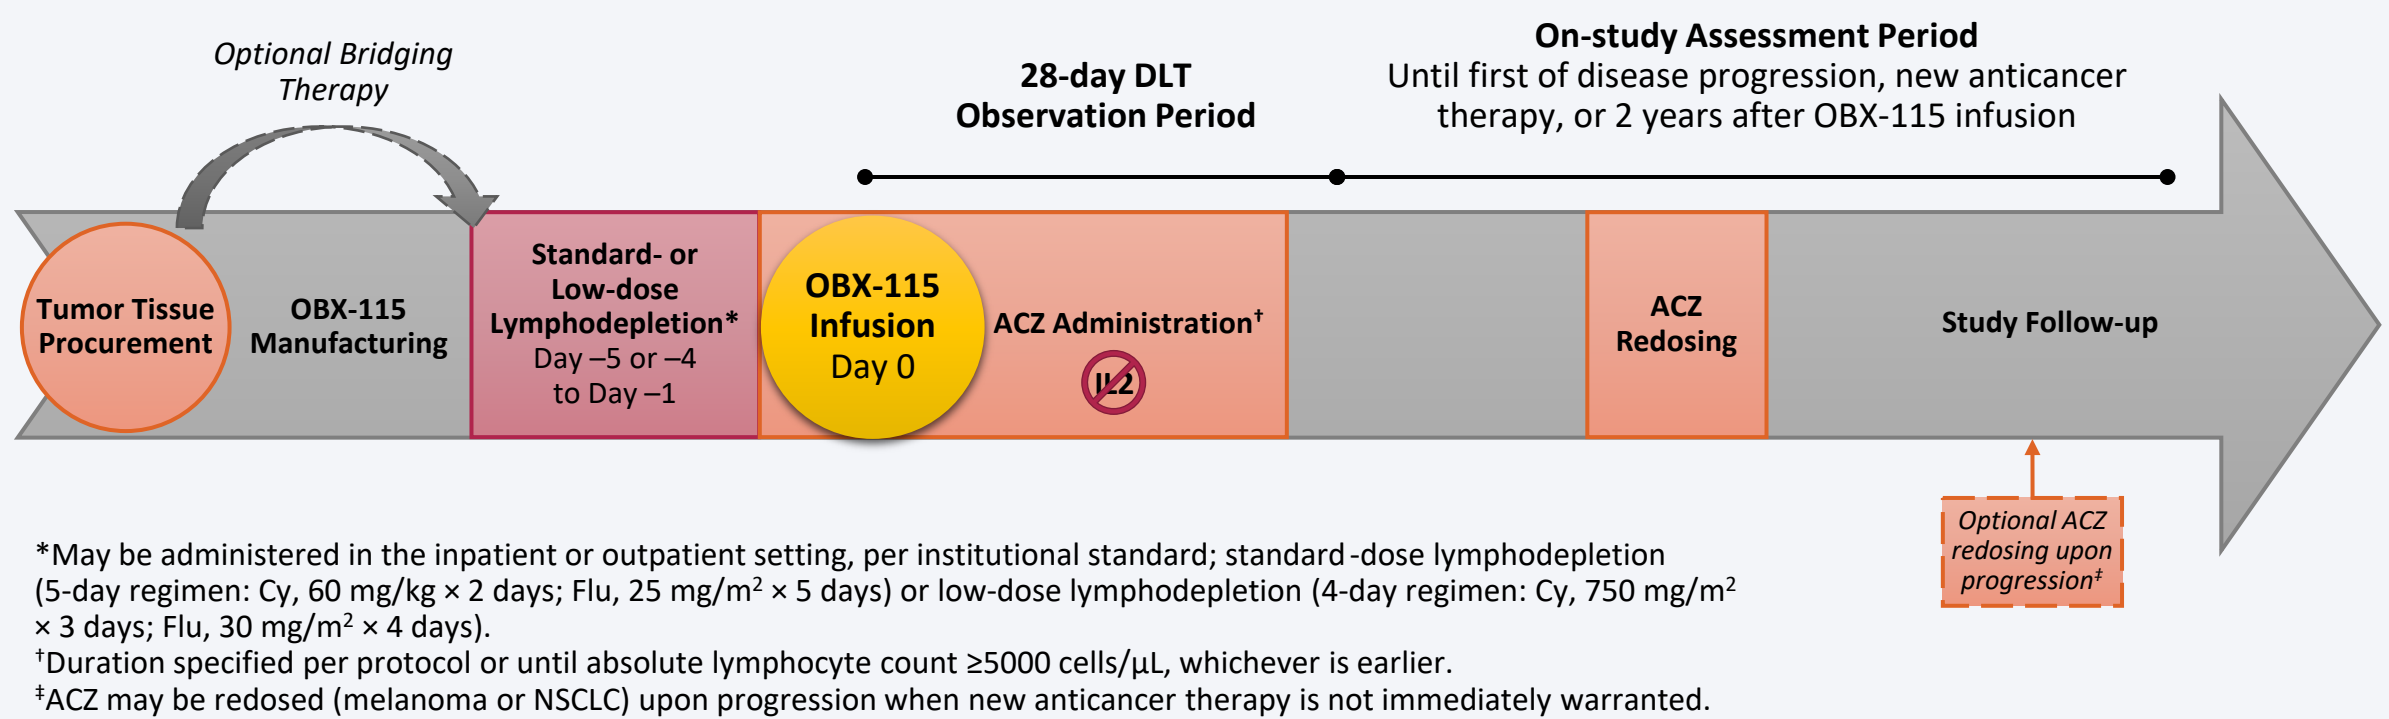 Optional Bridging
Therapy
28-day DLT
Observation Period
On-study Assessment Period
Until first of disease progression, new anticancer
therapy, or 2 years after OBX-115 infusion
Tumor Tissue
Procurement
OBX-115
Manufacturing
Standard- or
Low-dose
Lymphodepletion*
Day –5 or –4
to Day –1
OBX-115
Infusion
Day 0
ACZ Administration†
IL2
ACZ
Redosing
Study Follow-up
Optional ACZ
redosing upon
progression‡
*May be administered in the inpatient or outpatient setting, per institutional standard; standard-dose lymphodepletion
(5-day regimen: Cy, 60 mg/kg × 2 days; Flu, 25 mg/m² × 5 days) or low-dose lymphodepletion (4-day regimen: Cy, 750 mg/m²
× 3 days; Flu, 30 mg/m² × 4 days).
†Duration specified per protocol or until absolute lymphocyte count ≥5000 cells/µL, whichever is earlier.
‡ACZ may be redosed (melanoma or NSCLC) upon progression when new anticancer therapy is not immediately warranted.